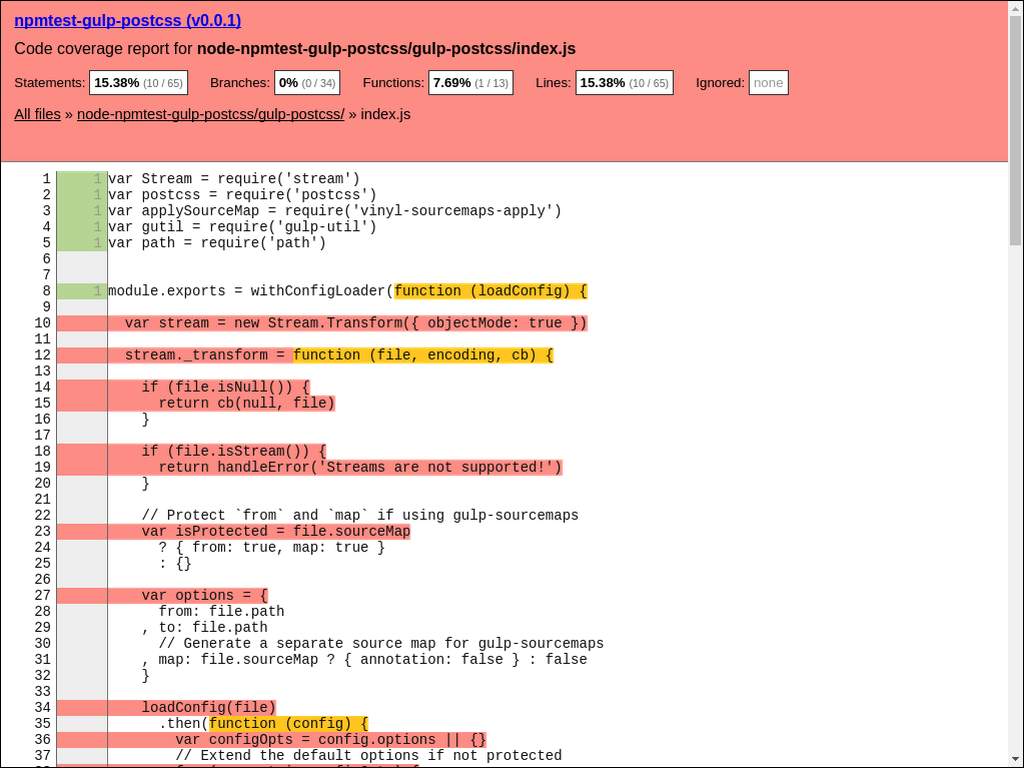 npmtest-gulp-postcss (v0.0.1)
Code coverage report for node-npmtest-gulp-postcss/gulp-postcss/index.js
Statements: 15.38% (10 / 65) Branches: 0% (0 / 34) Functions: 7.69% (1 / 13) Lines: 15.38% (10 / 65) Ignored: none
All files » node-npmtest-gulp-postcss/gulp-postcss/ » index.js
1 1 var Stream = require('stream')
2 1 var postcss = require('postcss')
3 1 var applySourceMap = require('vinyl-sourcemaps-apply')
4 1 var gutil = require('gulp-util')
5 1 var path = require('path')
6
7
8 1 module.exports = withConfigLoader(function (loadConfig) {
9
10 var stream = new Stream.Transform({ objectMode: true })
11
12 stream._transform = function (file, encoding, cb) {
13
14 if (file.isNull()) {
15 return cb(null, file)
16 }
17
18 if (file.isStream()) {
19 return handleError('Streams are not supported!')
20 }
21
22 // Protect `from` and `map` if using gulp-sourcemaps
23 var isProtected = file.sourceMap
24 ? { from: true, map: true }
25 : {}
26
27 var options = {
28 from: file.path
29 , to: file.path
30 // Generate a separate source map for gulp-sourcemaps
31 , map: file.sourceMap ? { annotation: false } : false
32 }
33
34 loadConfig(file)
35 .then(function (config) {
36 var configOpts = config.options || {}
37 // Extend the default options if not protected